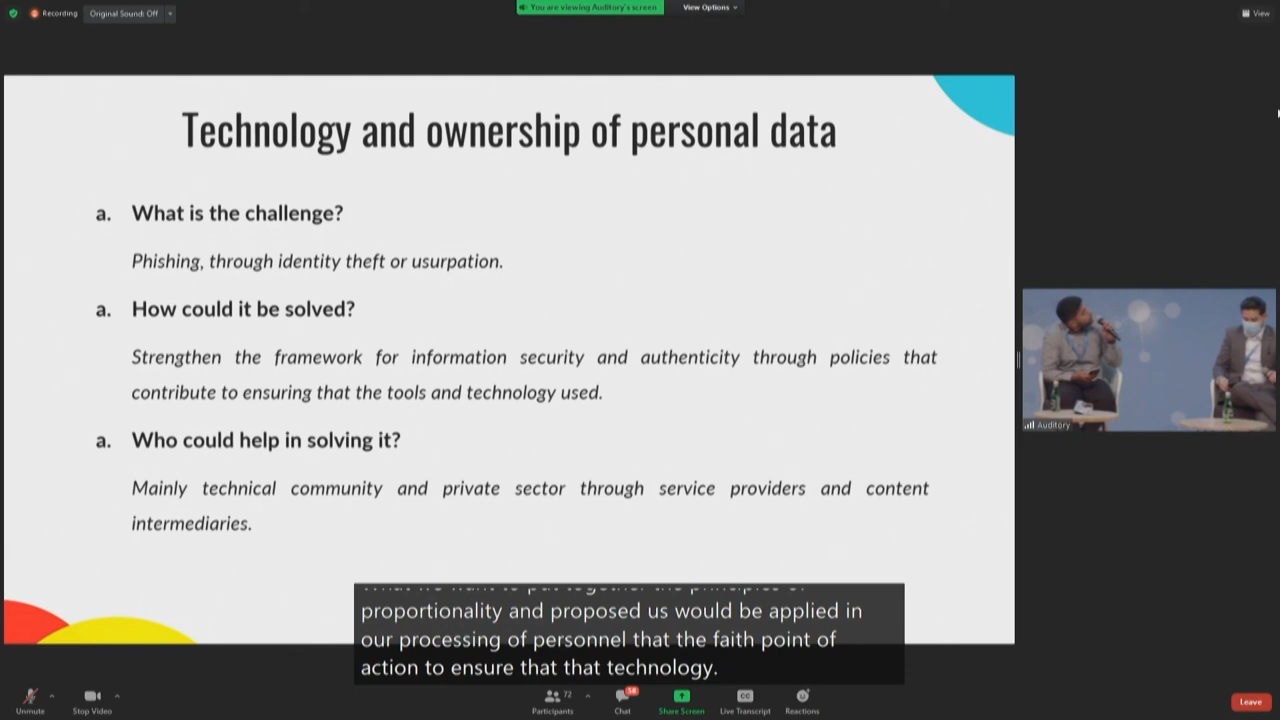 Recording
Original Sound: Off
You are viewing Auditory's screen
View Options
View
Technology and ownership of personal data
a. What is the challenge?
Phishing, through identity theft or usurpation.
a. How could it be solved?
Strengthen the framework for information security and authenticity through policies that
contribute to ensuring that the tools and technology used.
a. Who could help in solving it?
Mainly technical community and private sector through service providers and content
intermediaries.
Auditory
proportionality and proposed us would be applied in
our processing of personnel that the faith point of
action to ensure that that technology.
Unmute
Stop Video
72
Participants
58
Chat
Share Screen
CC
Live Transcript
Reactions
Leave